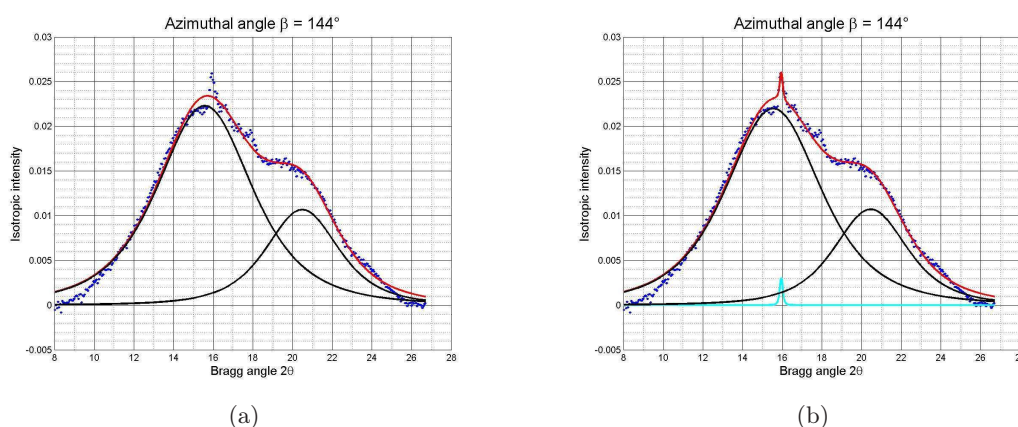 Azimuthal angle β = 144°
0.03
0.025
0.02
0.015
0.01
0.005
0
-0.005
Isotropic intensity
8 10 12 14 16 18 20 22 24 26 28
Bragg angle 2θ
(a)
Azimuthal angle β = 144°
0.03
0.025
0.02
0.015
0.01
0.005
0
-0.005
Isotropic intensity
8 10 12 14 16 18 20 22 24 26 28
Bragg angle 2θ
(b)